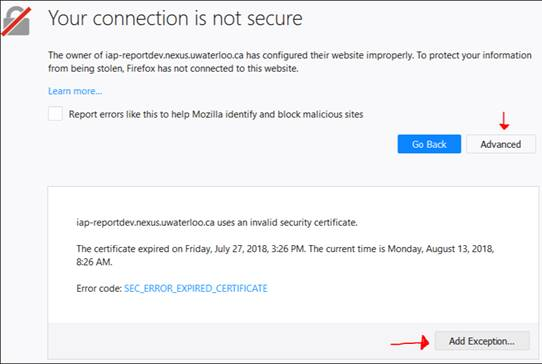 Your connection is not secure
The owner of iap-reportdev.nexus.uwaterloo.ca has configured their website improperly. To protect your information
from being stolen, Firefox has not connected to this website.
Learn more...
Report errors like this to help Mozilla identify and block malicious sites
Go Back
Advanced
iap-reportdev.nexus.uwaterloo.ca uses an invalid security certificate.
The certificate expired on Friday, July 27, 2018, 3:26 PM. The current time is Monday, August 13, 2018,
8:26 AM.
Error code: SEC_ERROR_EXPIRED_CERTIFICATE
Add Exception...